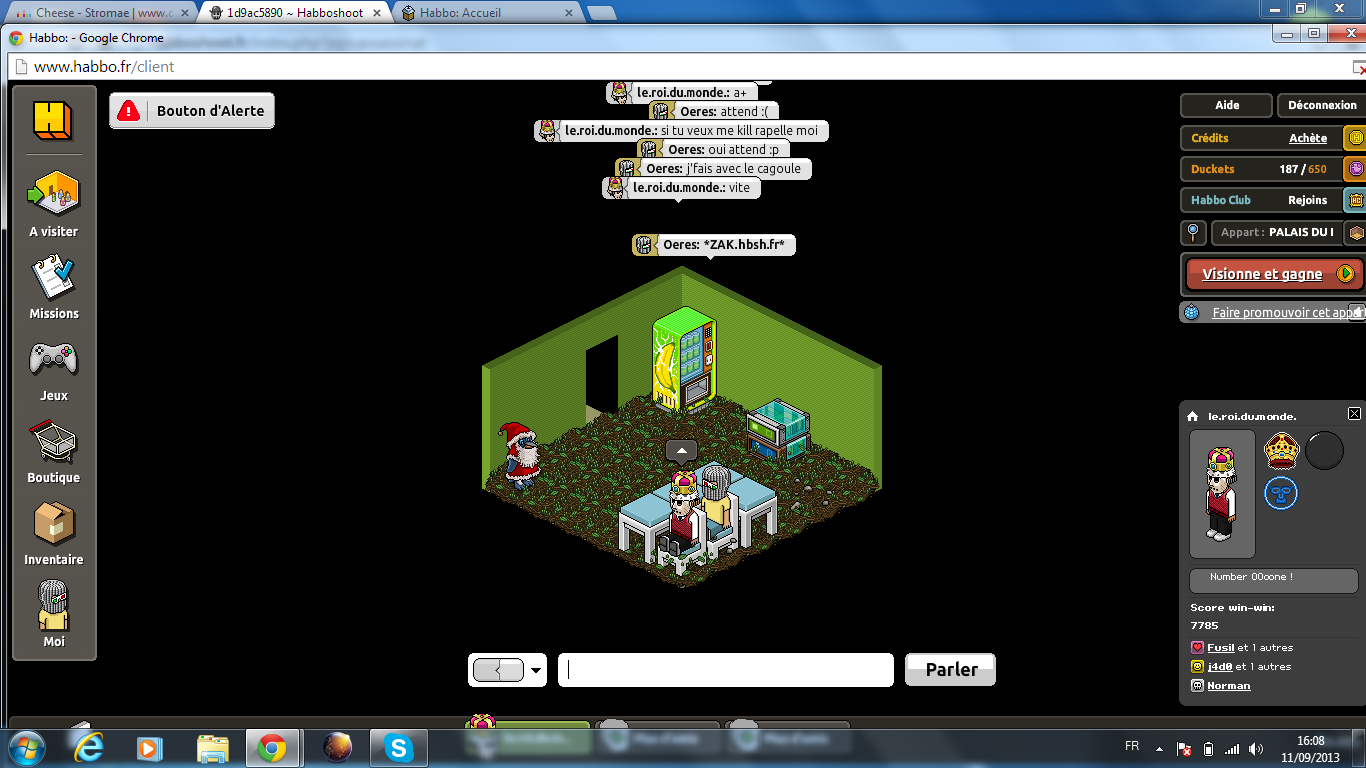 Cheese - Stromae | www.c
1d9ac5890 ~ Habboshoot
Habbo: Accueil
Habbo: - Google Chrome
www.habbo.fr/client
Bouton d'Alerte
le.roi.du.monde.: a+
Oeres: attend :(
le.roi.du.monde.: si tu veux me kill rapelle moi
Oeres: oui attend :p
Oeres: j'fais avec le cagoule
le.roi.du.monde.: vite
Oeres: *ZAK.hbsh.fr*
A visiter
Missions
Jeux
Boutique
Inventaire
Moi
Aide
Déconnexion
Crédits Achète
Duckets 187 / 650
Habbo Club Rejoins
Appart : PALAIS DU I
Visionne et gagne
Faire promouvoir cet appart
le.roi.du.monde.
Number 00oone !
Score win-win:
7785
Fusil et 1 autres
j4d0 et 1 autres
Norman
Parler
FR
16:08
11/09/2013